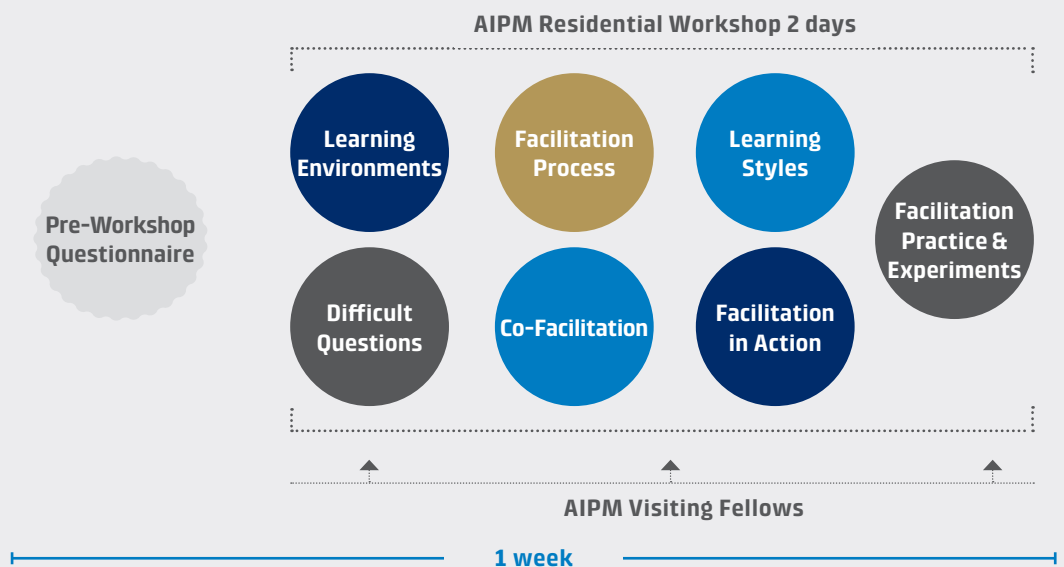 AIPM Residential Workshop 2 days
Pre-Workshop
Questionnaire
Learning
Environments
Facilitation
Process
Learning
Styles
Difficult
Questions
Co-Facilitation
Facilitation
in Action
Facilitation
Practice &
Experiments
AIPM Visiting Fellows
1 week